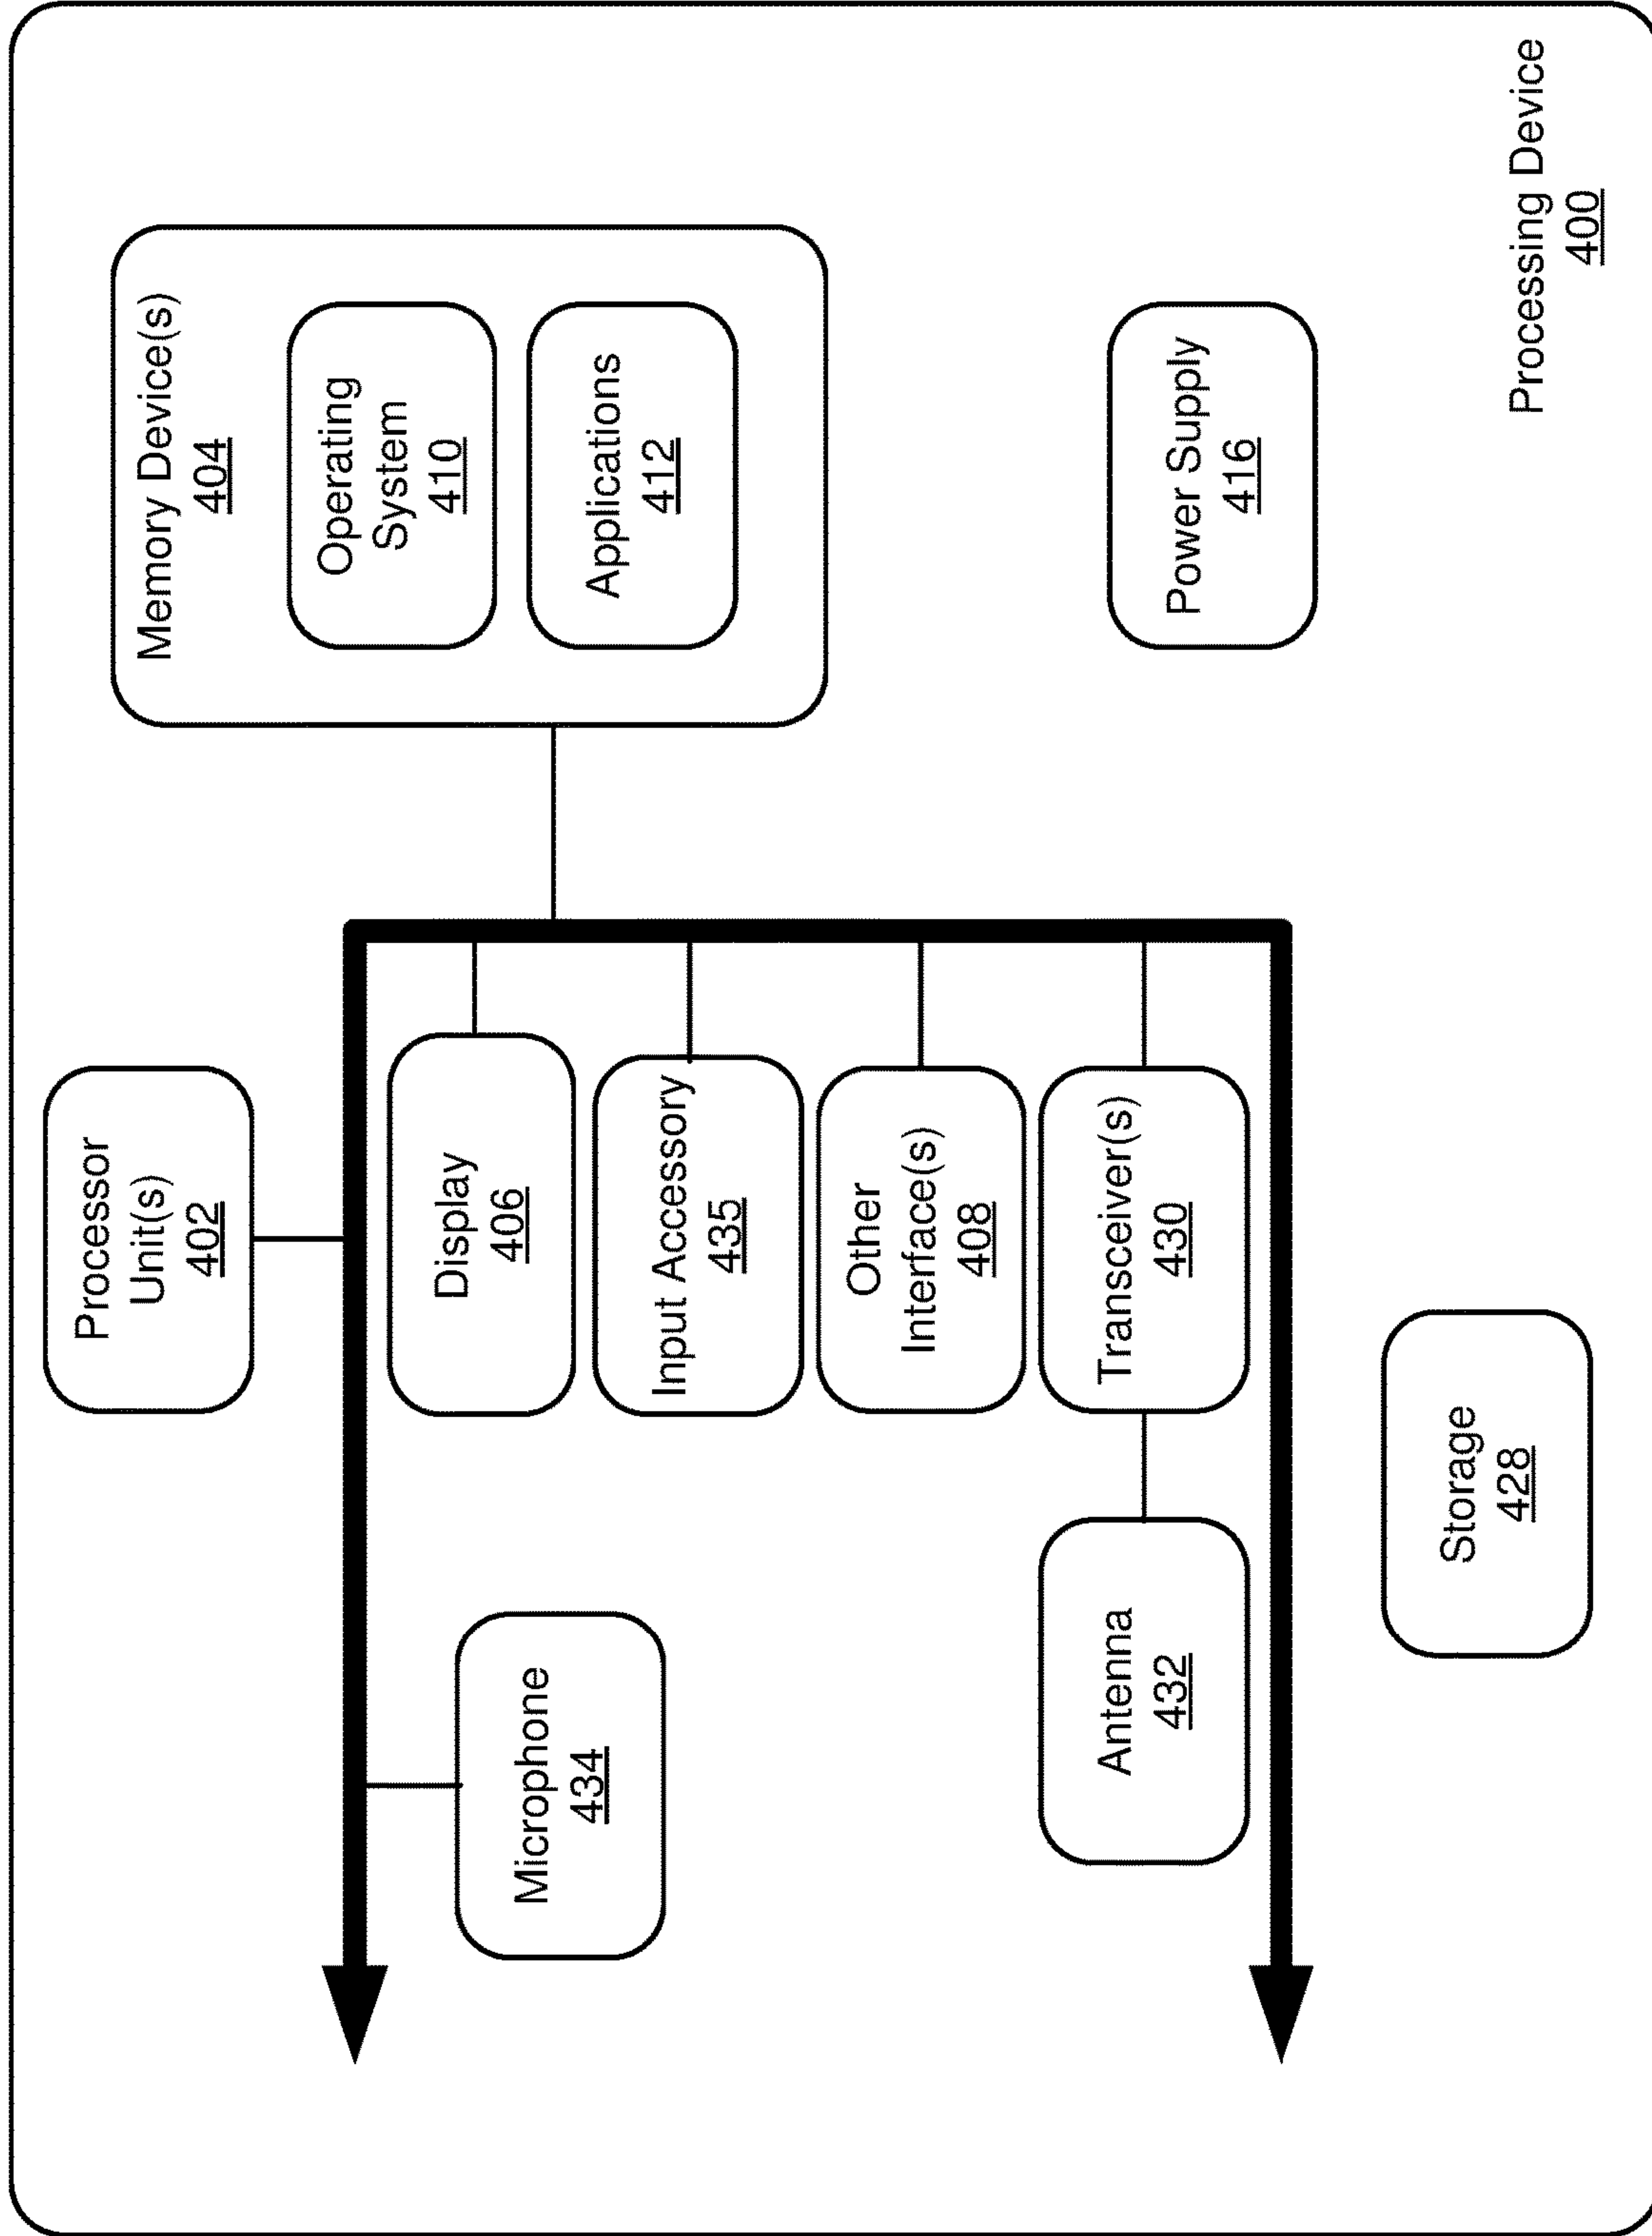 Processor
Unit(s)
402
Memory Device(s)
404
Operating
System
410
Applications
412
Display
406
Microphone
434
Input Accessory
435
Other
Interface(s)
408
Antenna
432
Transceiver(s)
430
Power Supply
416
Storage
428
Processing Device
400